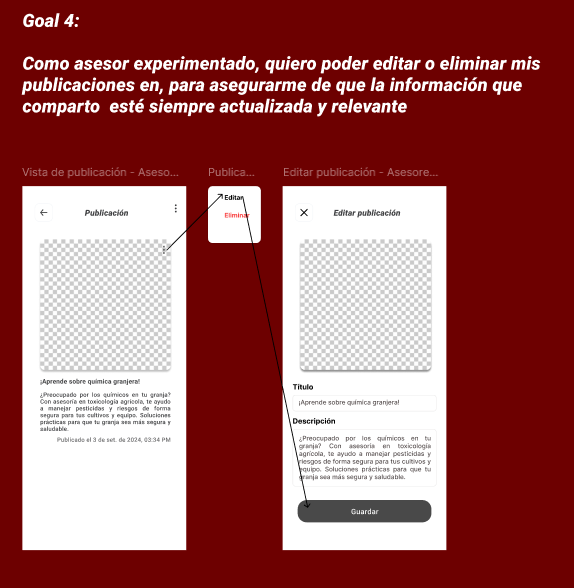 Goal 4:
Como asesor experimentado, quiero poder editar o eliminar mis
publicaciones en, para asegurarme de que la información que
comparto  esté siempre actualizada y relevante
Vista de publicación - Aseso...
Publica...
Editar publicación - Asesore...
Publicación
¡Aprende sobre química granjera!
¿Preocupado por los químicos en tu granja?
Con asesoría en toxicología agrícola, te ayudo
a manejar pesticidas y riesgos de forma
segura para tus cultivos y equipo. Soluciones
prácticas para que tu granja sea más segura y
saludable.
Publicado el 3 de set. de 2024, 03:34 PM
Editar
Eliminar
Editar publicación
Título
¡Aprende sobre química granjera!
Descripción
¿Preocupado por los químicos en tu
granja? Con asesoría en toxicología
agrícola, te ayudo a manejar pesticidas y
riesgos de forma segura para tus cultivos y
equipo. Soluciones prácticas para que tu
granja sea más segura y saludable.
Guardar